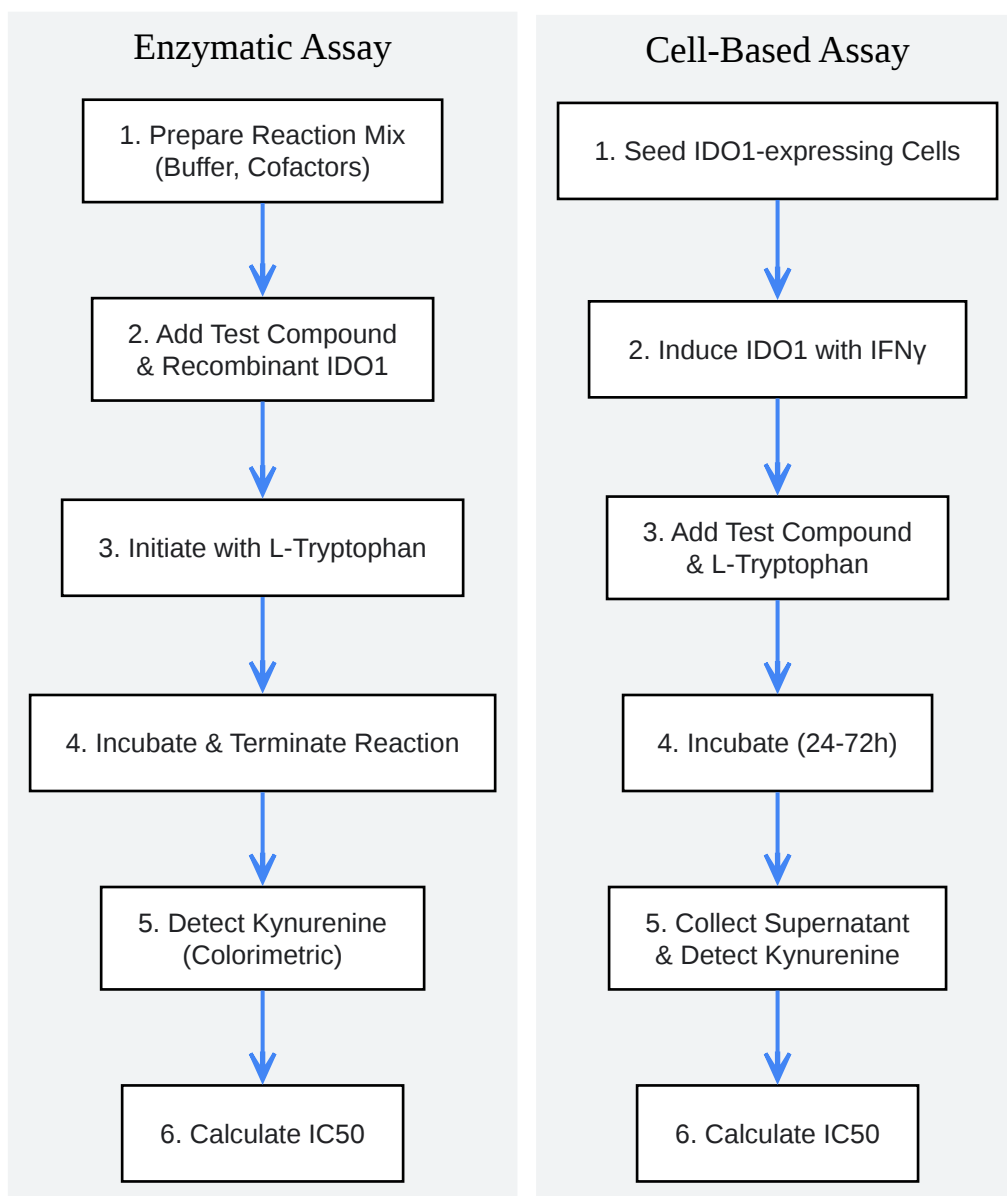 Enzymatic Assay
1. Prepare Reaction Mix
(Buffer, Cofactors)
2. Add Test Compound
& Recombinant IDO1
3. Initiate with L-Tryptophan
4. Incubate & Terminate Reaction
5. Detect Kynurenine
(Colorimetric)
6. Calculate IC50
Cell-Based Assay
1. Seed IDO1-expressing Cells
2. Induce IDO1 with IFNγ
3. Add Test Compound
& L-Tryptophan
4. Incubate (24-72h)
5. Collect Supernatant
& Detect Kynurenine
6. Calculate IC50